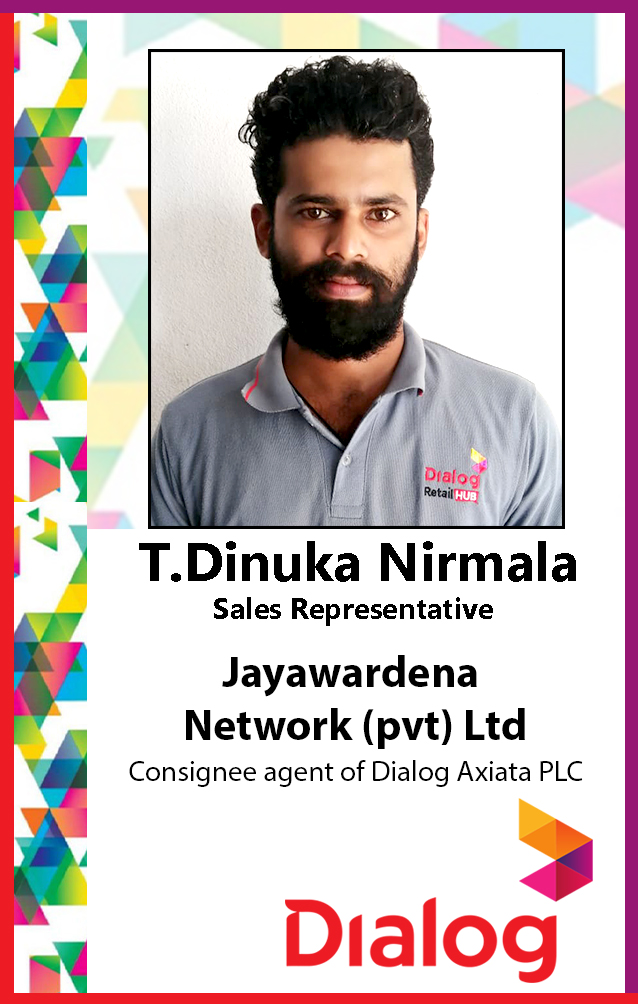 Dialog
Retail HUB
T.Dinuka Nirmala
Sales Representative
Jayawardena
Network (pvt) Ltd
Consignee agent of Dialog Axiata PLC
Dialog